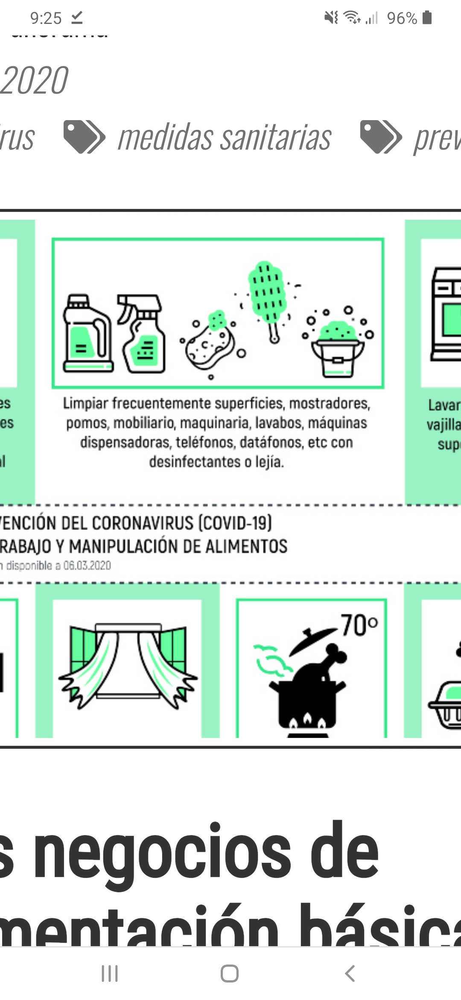 9:25
96%
2020
rus
medidas sanitarias
prev
es
es
al
Limpiar frecuentemente superficies, mostradores,
pomos, mobiliario, maquinaria, lavabos, máquinas
dispensadoras, teléfonos, datáfonos, etc con
desinfectantes o lejía.
Lavar
vajilla
sup
VENCIÓN DEL CORONAVIRUS (COVID-19)
RABAJO Y MANIPULACIÓN DE ALIMENTOS
n disponible a 06.03.2020
70º
s negocios de
mentación básica